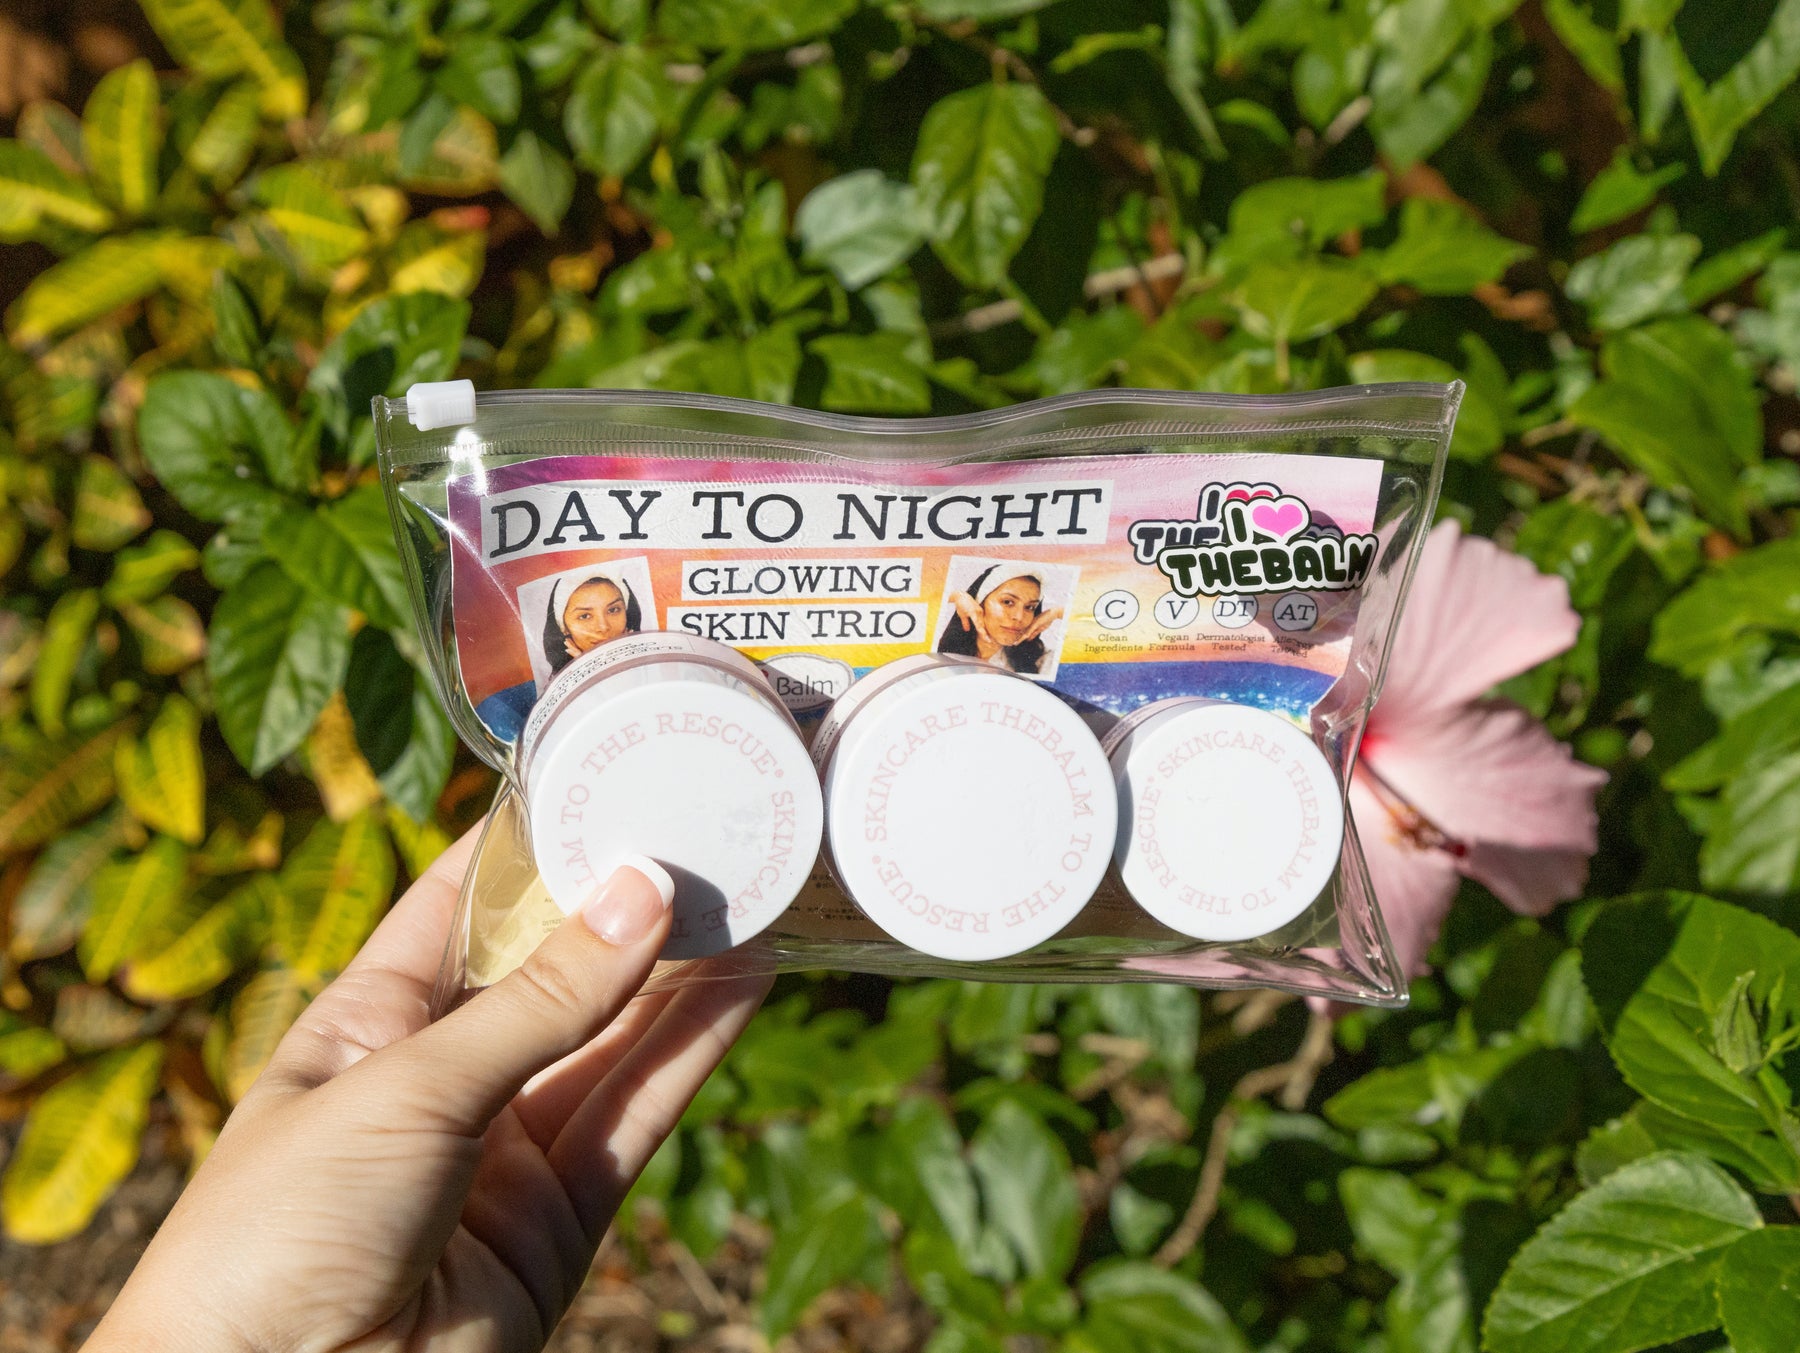 DAY TO NIGHT
GLOWING
SKIN TRIO
I
THE
I
THEBALM
C V DT AT
Clean Ingredients
Vegan Formula
Dermatologist Tested
Balm
TO THE RESCUE® SKINCARE
SKINCARE THEBALM TO THE RESCUE®
SKINCARE THEBALM TO THE RESCUE®